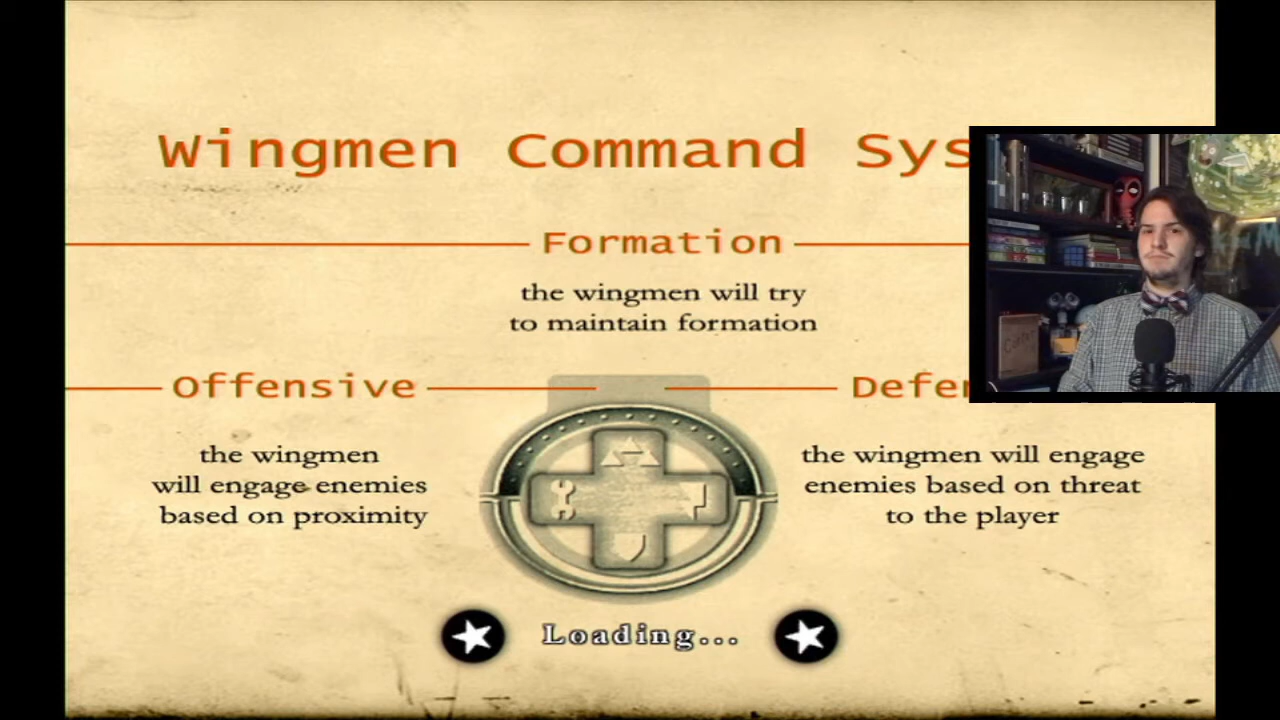 Wingmen Command Sys
Formation
the wingmen will try
to maintain formation
Offensive
Defen
the wingmen
will engage enemies
based on proximity
the wingmen will engage
enemies based on threat
to the player
Loading...